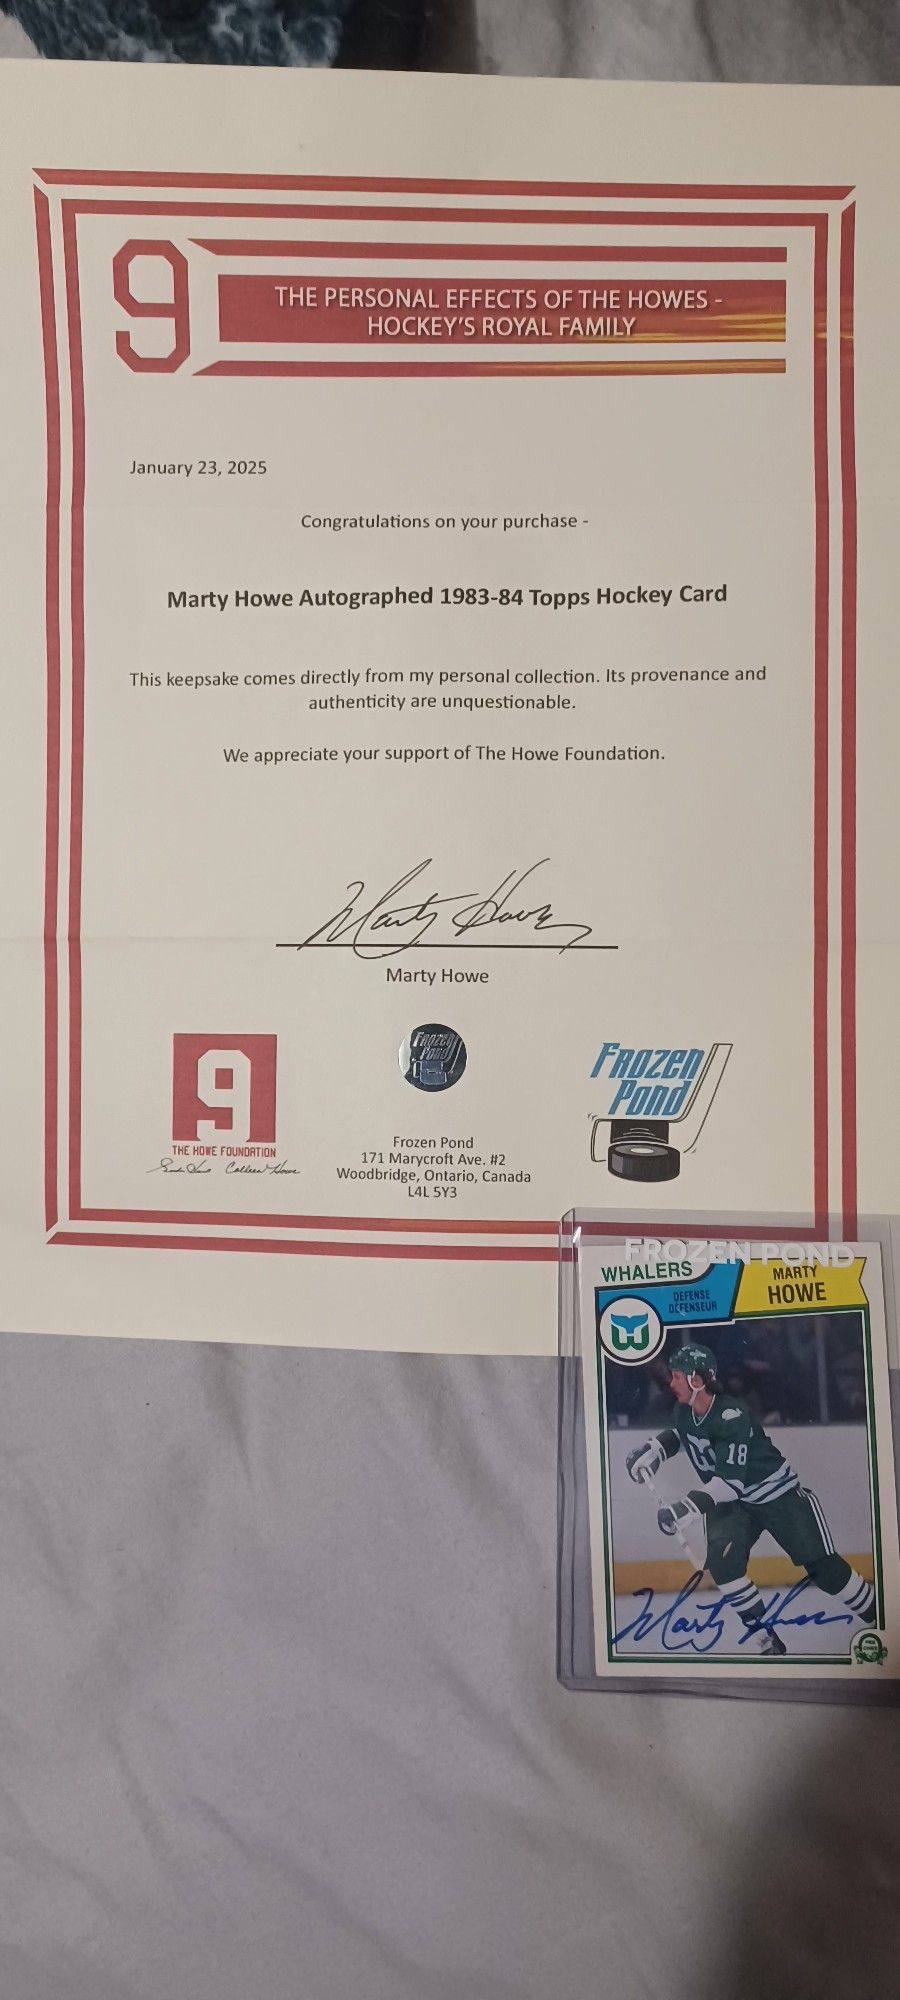 9
THE PERSONAL EFFECTS OF THE HOWES -
HOCKEY'S ROYAL FAMILY
January 23, 2025
Congratulations on your purchase -
Marty Howe Autographed 1983-84 Topps Hockey Card
This keepsake comes directly from my personal collection. Its provenance and
authenticity are unquestionable.
We appreciate your support of The Howe Foundation.
Marty Howe
Marty Howe
9
THE HOWE FOUNDATION
Colleen Howe
Frozen
Pond
Frozen Pond
171 Marycroft Ave. #2
Woodbridge, Ontario, Canada
L4L 5Y3
Frozen
Pond
FROZEN POND
WHALERS
DEFENSE
DEFENSEUR
MARTY
HOWE
18
Marty Howe